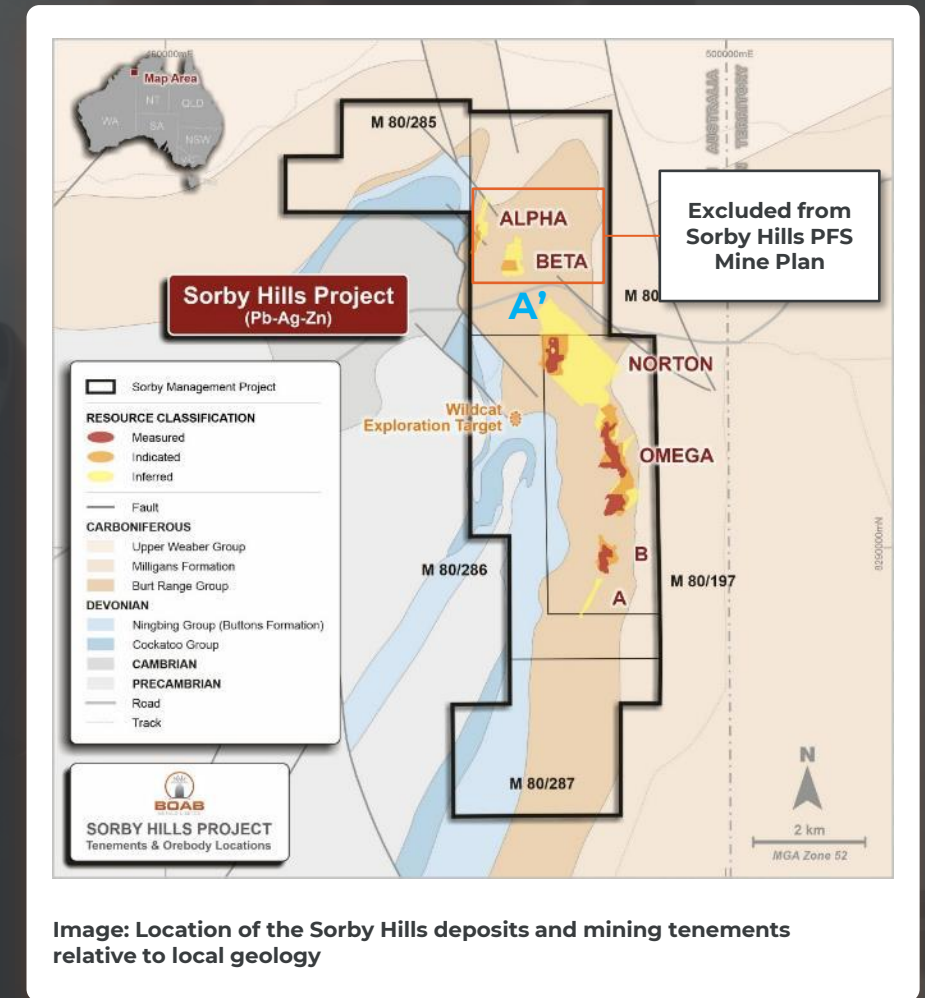 450000mE
500000mE
Map Area
NT
QLD
WA
SA
NSW
AUSTRALIA
TERRITORY
M 80/285
ALPHA
BETA
Excluded from
Sorby Hills PFS
Mine Plan
A’
M 80
Sorby Hills Project
(Pb-Ag-Zn)
NORTON
Wildcat
Exploration Target
OMEGA
B
A
M 80/286
M 80/197
8290000mN
M 80/287
Sorby Management Project
RESOURCE CLASSIFICATION
Measured
Indicated
Inferred
Fault
CARBONIFEROUS
Upper Weaber Group
Milligans Formation
Burt Range Group
DEVONIAN
Ningbing Group (Buttons Formation)
Cockatoo Group
CAMBRIAN
PRECAMBRIAN
Road
Track
BOAB
SORBY HILLS PROJECT
Tenements & Orebody Locations
N
2 km
MGA Zone 52
Image: Location of the Sorby Hills deposits and mining tenements
relative to local geology